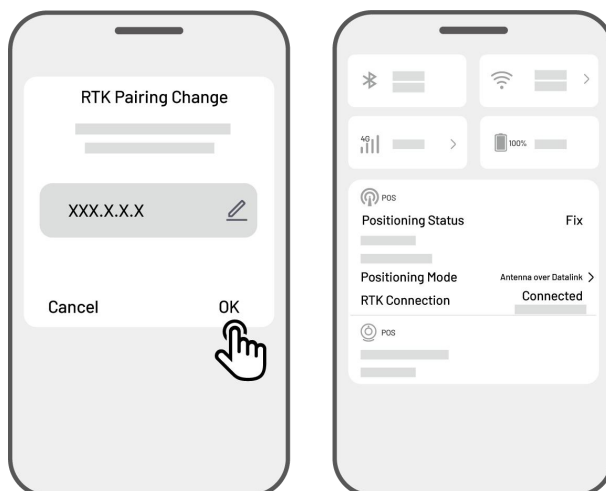 RTK Pairing Change
XXX.X.X.X
Cancel OK
4G
100%
POS
Positioning Status Fix
Positioning Mode Antenna over Datalink
RTK Connection Connected
POS